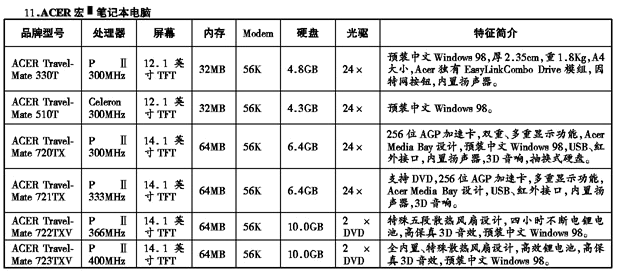 11.ACER宏■笔记本电脑
品牌型号 处理器 屏幕 内存 Modem 硬盘 光驱 特征简介
ACER Travel-Mate 330T P Ⅱ 300MHz 12.1 英寸 TFT 32MB 56K 4.8GB 24× 预装中文 Windows 98,厚 2.35cm,重 1.8Kg,A4 大小,Acer 独有 EasyLinkCombo Drive 模组,因特网按钮,内置扬声器。
ACER Travel-Mate 510T Celeron 300MHz 12.1 英寸 TFT 32MB 56K 4.3GB 24× 预装中文 Windows 98。
ACER Travel-Mate 720TX P Ⅱ 300MHz 14.1 英寸 TFT 64MB 56K 6.4GB 24× 256 位 AGP 加速卡,双重、多重显示功能,Acer Media Bay 设计,预装中文 Windows 98,USB、红外接口,内置扬声器,3D 音响,抽换式硬盘。
ACER Travel-Mate 721TX P Ⅱ 333MHz 14.1 英寸 TFT 64MB 56K 6.4GB 24× 支持 DVD,256 位 AGP 加速卡,多重显示功能,Acer Media Bay 设计,USB、红外接口,内置扬声器,3D 音响。
ACER Travel-Mate 722TXV P Ⅱ 366MHz 14.1 英寸 TFT 64MB 56K 10.0GB 2 × DVD 特殊五段散热风扇设计,四小时不断电锂电池,高保真 3D 音效,预装中文 Windows 98。
ACER Travel-Mate 723TXV P Ⅱ 400MHz 14.1 英寸 TFT 64MB 56K 10.0GB 2 × DVD 全内置、特殊散热风扇设计,高效锂电池,高保真 3D 音效,预装中文 Windows 98。